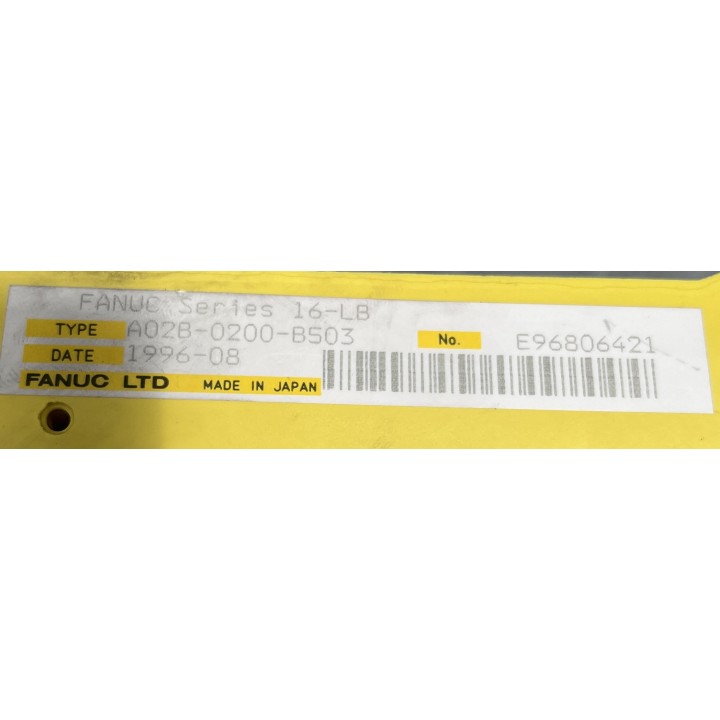 FANUC Series 16-LB
TYPE A02B-0200-B503
No. E96806421
DATE 1996-08
FANUC LTD MADE IN JAPAN